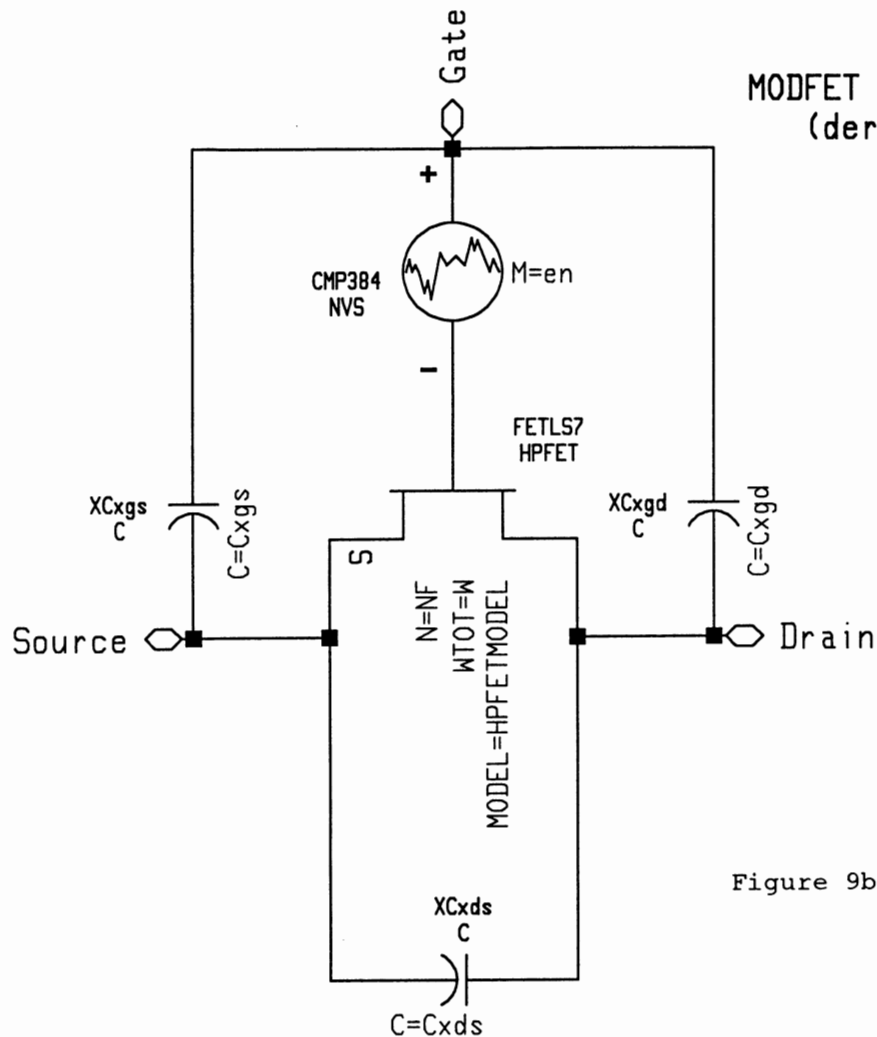 Gate
MODFET
(der
+
CMP384
NVS
M=en
-
FETLS7
HPFET
XCxgs
C
C=Cxgs
XCxgd
C
C=Cxgd
S
N=NF
WTOT=W
MODEL=HPFETMODEL
Source
Drain
Figure 9b
XCxds
C
C=Cxds